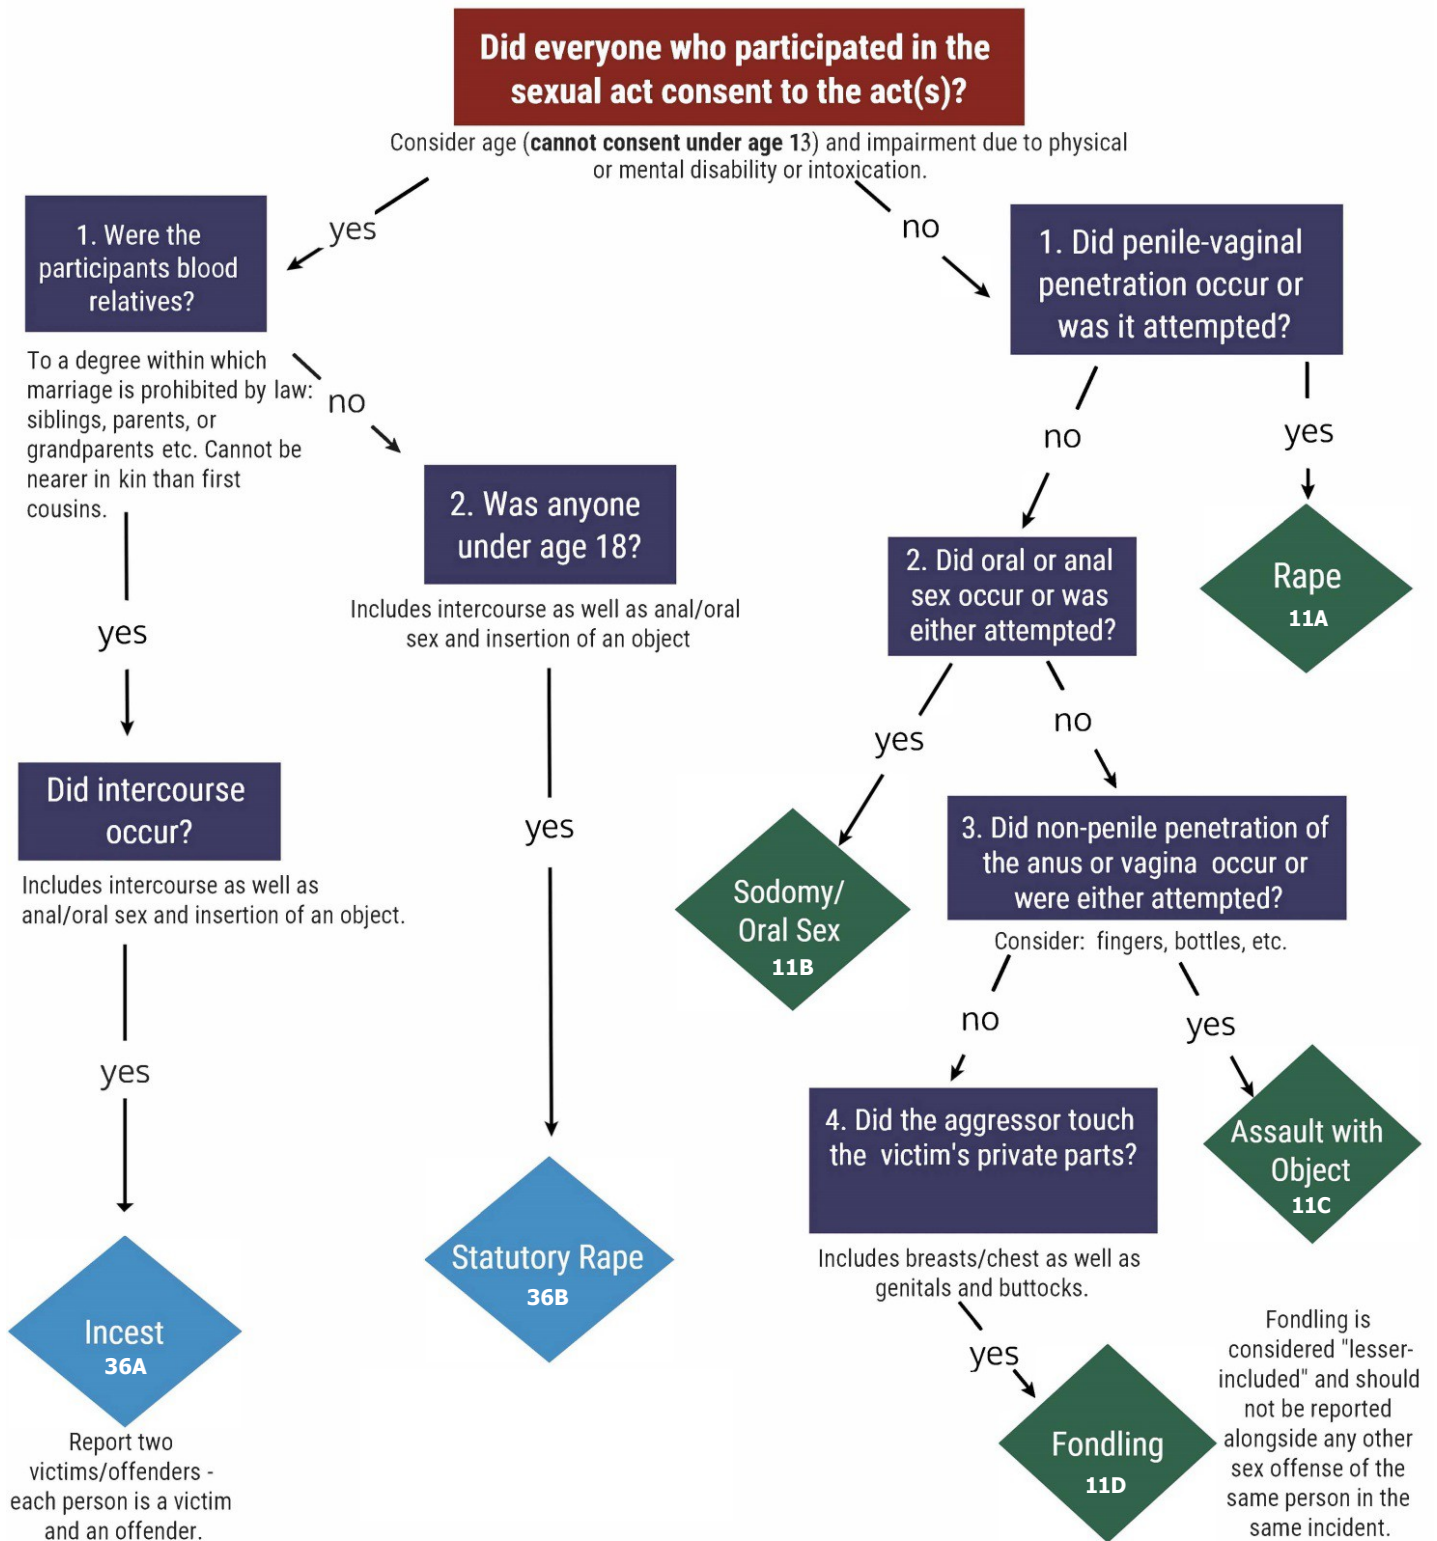 Did everyone who participated in the
sexual act consent to the act(s)?
Consider age (cannot consent under age 13) and impairment due to physical
or mental disability or intoxication.
yes
no
1. Were the
participants blood
relatives?
To a degree within which
marriage is prohibited by law:
siblings, parents, or
grandparents etc. Cannot be
nearer in kin than first
cousins.
no
yes
2. Was anyone
under age 18?
Includes intercourse as well as anal/oral
sex and insertion of an object
yes
Did intercourse
occur?
Includes intercourse as well as
anal/oral sex and insertion of an object.
yes
Incest
36A
Report two
victims/offenders -
each person is a victim
and an offender.
Statutory Rape
36B
1. Did penile-vaginal
penetration occur or
was it attempted?
no
yes
Rape
11A
2. Did oral or anal
sex occur or was
either attempted?
yes
no
Sodomy/
Oral Sex
11B
3. Did non-penile penetration of
the anus or vagina occur or
were either attempted?
Consider: fingers, bottles, etc.
no
yes
Assault with
Object
11C
4. Did the aggressor touch
the victim's private parts?
Includes breasts/chest as well as
genitals and buttocks.
yes
Fondling
11D
Fondling is
considered "lesser-
included" and should
not be reported
alongside any other
sex offense of the
same person in the
same incident.